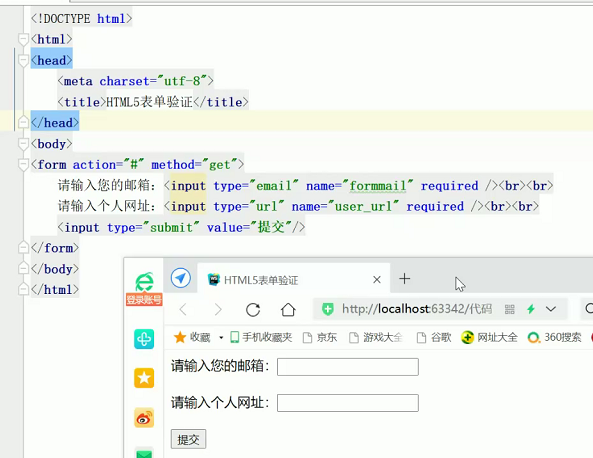 <!DOCTYPE html>
<html>
<head>
<meta charset="utf-8">
<title>HTML5表单验证</title>
</head>
<body>
<form action="#" method="get">
请输入您的邮箱：<input type="email" name="formmail" required /><br><br>
请输入个人网址：<input type="url" name="user_url" required /><br><br>
<input type="submit" value="提交"/>
</form>
</body>
</html>
登录账号
HTML5表单验证
http://localhost:63342/代码
收藏 手机收藏夹 京东 游戏大全 谷歌 网址大全 360搜索
请输入您的邮箱：
请输入个人网址：
提交